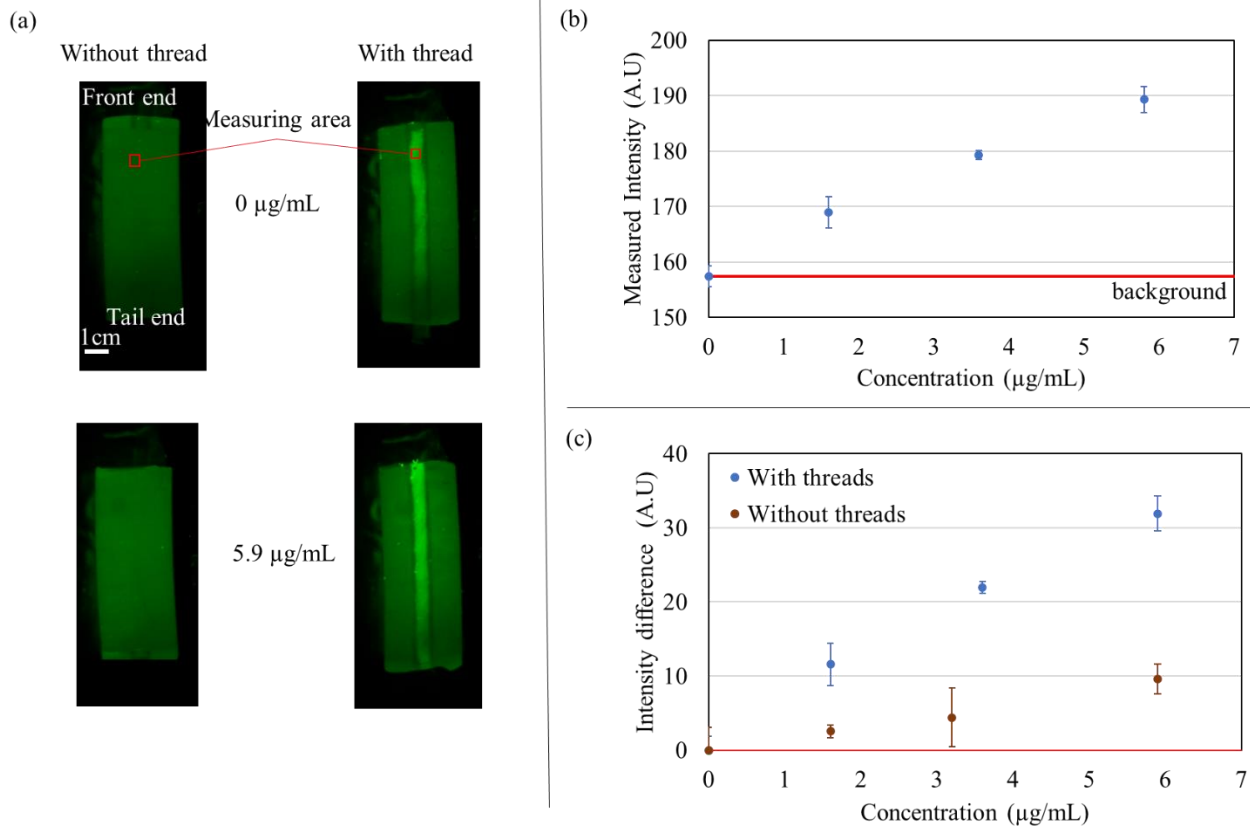 (a)
Without thread
With thread
Front end
Measuring area
0 µg/mL
Tail end
1cm
5.9 µg/mL
(b)
200
190
180
170
160
150
Measured Intensity (A.U)
background
0 1 2 3 4 5 6 7
Concentration (µg/mL)
(c)
40
30
20
10
0
Intensity difference (A.U)
With threads
Without threads
0 1 2 3 4 5 6 7
Concentration (µg/mL)